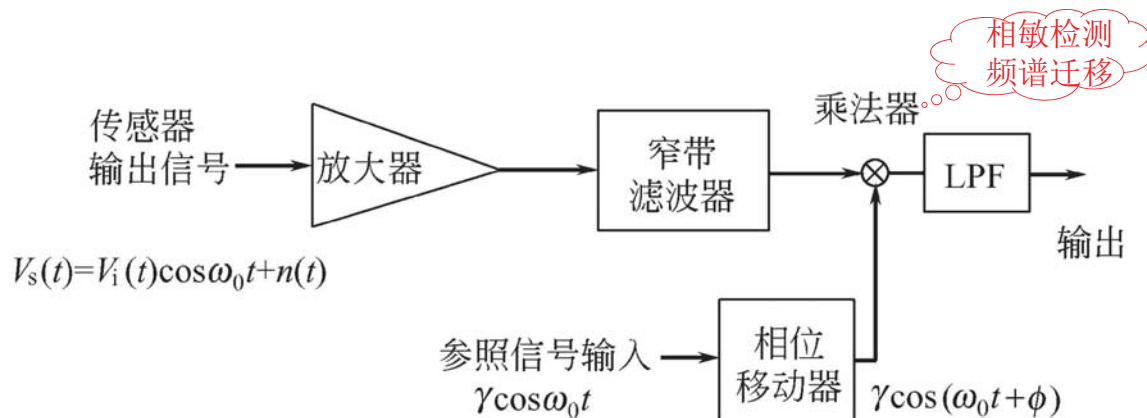 相敏检测
频谱迁移
传感器
输出信号
放大器
窄带
滤波器
乘法器
LPF
输出
Vs(t)=Vi(t)cosω0t+n(t)
参照信号输入
γcosω0t
相位
移动器
γcos(ω0t+ϕ)